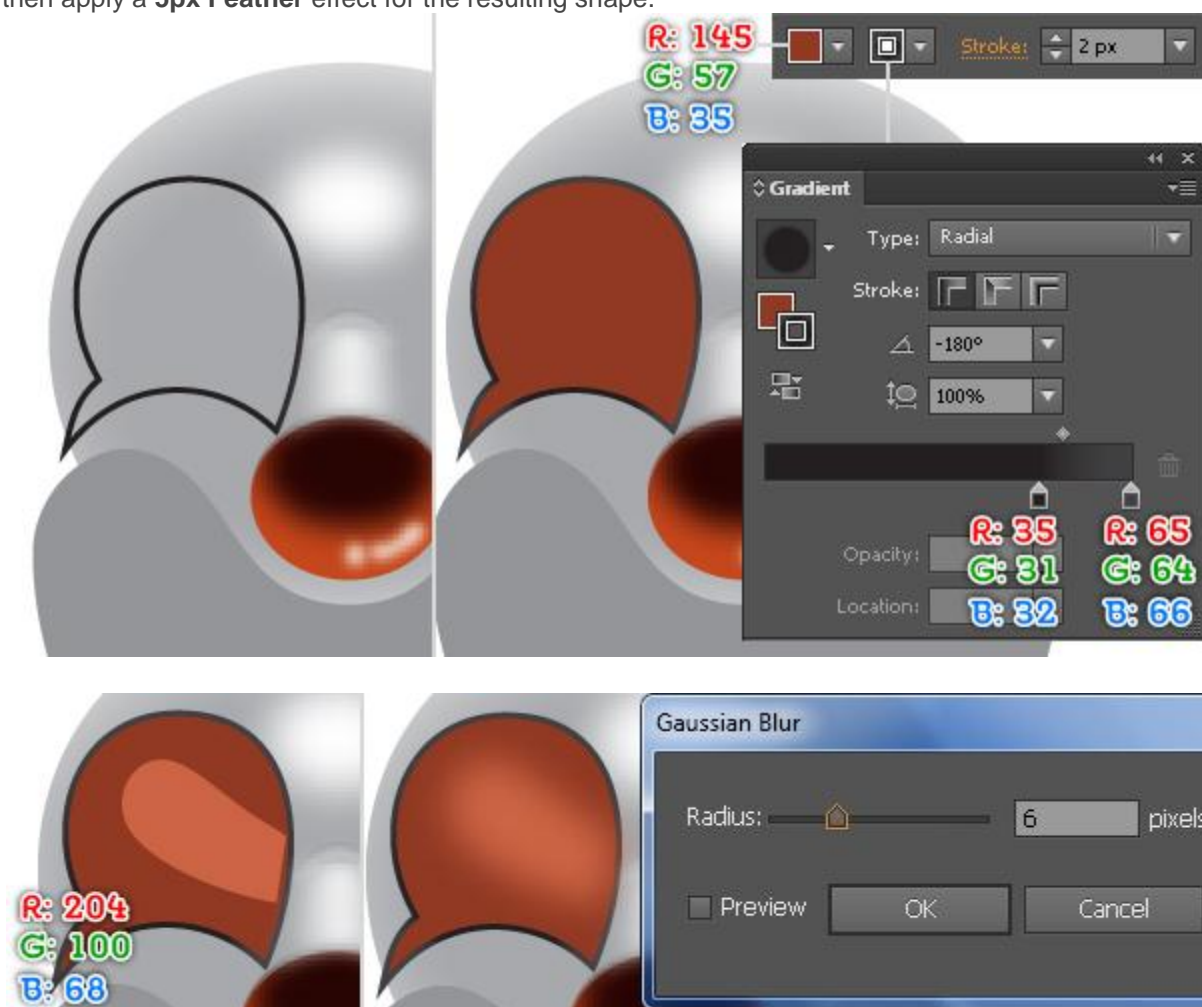 then apply a 5px Feather effect for the resulting shape.
R: 145
G: 57
B: 35
Stroke: 2 px
Gradient
Type: Radial
Stroke:
-180°
100%
R: 35 R: 65
Opacity:
G: 31 G: 64
Location:
B: 32 B: 66
Gaussian Blur
Radius: 6 pixels
R: 204
Preview OK Cancel
G: 100
B: 68